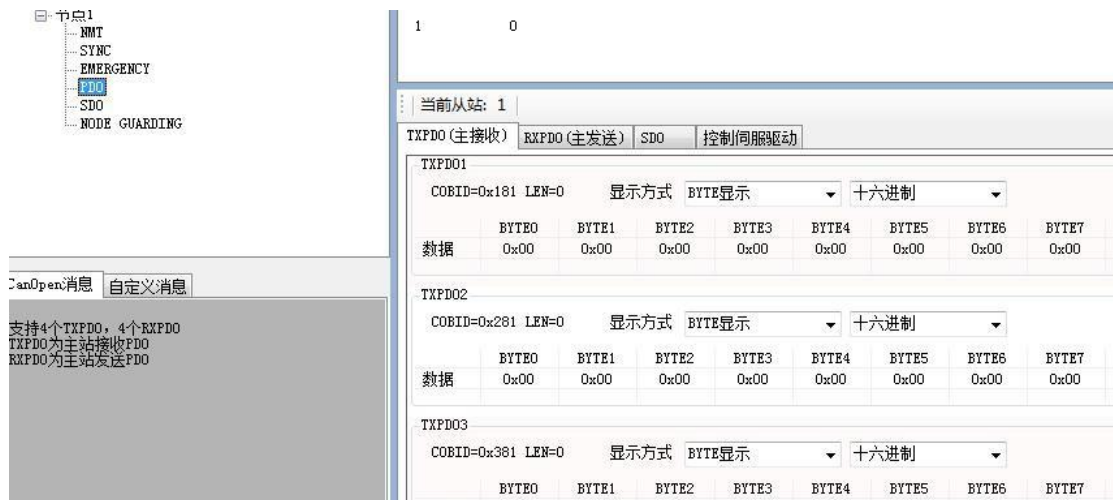 节点1
NMT
SYNC
EMERGENCY
PDO
SDO
NODE GUARDING
CanOpen消息 自定义消息
支持4个TXPDO，4个RXPDO
TXPDO为主站接收PDO
RXPDO为主站发送PDO
1 0
当前从站: 1
TXPDO(主接收) RXPDO(主发送) SDO 控制伺服驱动
TXPDO1
COBID=0x181 LEN=0 显示方式 BYTE显示 十六进制
BYTE0 BYTE1 BYTE2 BYTE3 BYTE4 BYTE5 BYTE6 BYTE7
数据 0x00 0x00 0x00 0x00 0x00 0x00 0x00 0x00
TXPDO2
COBID=0x281 LEN=0 显示方式 BYTE显示 十六进制
BYTE0 BYTE1 BYTE2 BYTE3 BYTE4 BYTE5 BYTE6 BYTE7
数据 0x00 0x00 0x00 0x00 0x00 0x00 0x00 0x00
TXPDO3
COBID=0x381 LEN=0 显示方式 BYTE显示 十六进制
BYTE0 BYTE1 BYTE2 BYTE3 BYTE4 BYTE5 BYTE6 BYTE7